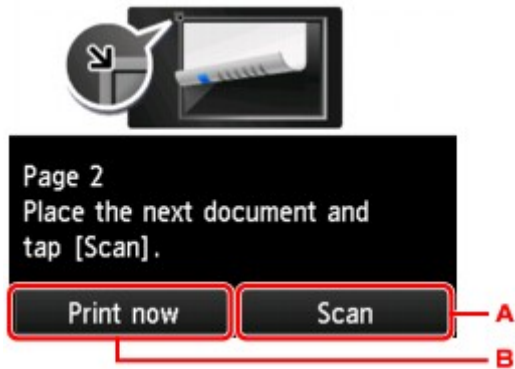 Page 2
Place the next document and
tap [Scan].
Print now
Scan
A
B